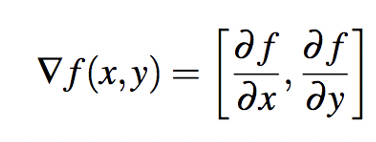 ∇f(x,y) = [∂f/∂x, ∂f/∂y]